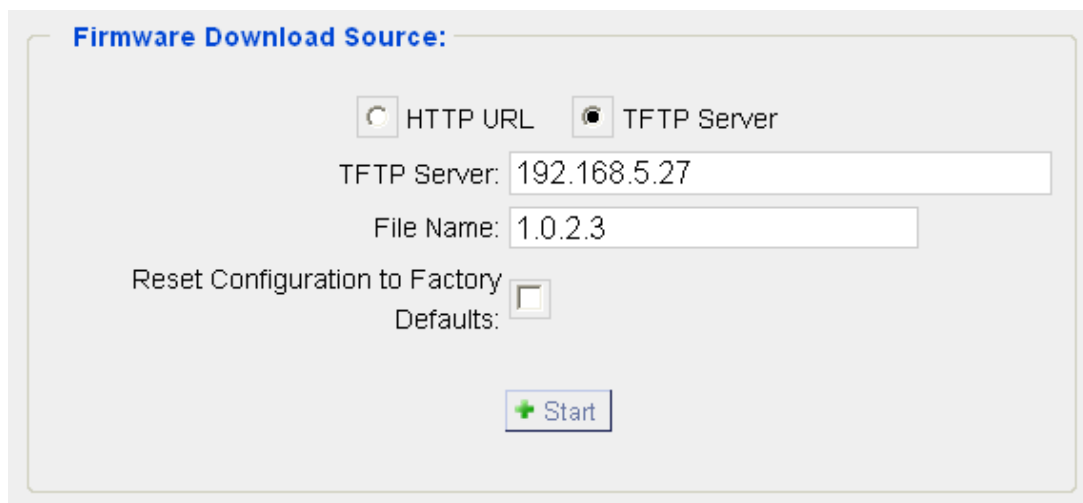 Firmware Download Source:
HTTP URL TFTP Server
TFTP Server: 192.168.5.27
File Name: 1.0.2.3
Reset Configuration to Factory
Defaults:
Start